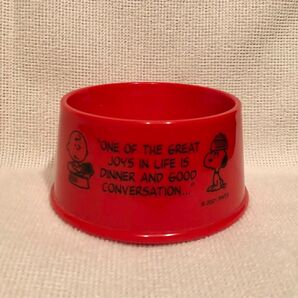 "ONE OF THE GREAT
JOYS IN LIFE IS
DINNER AND GOOD
CONVERSATION..."